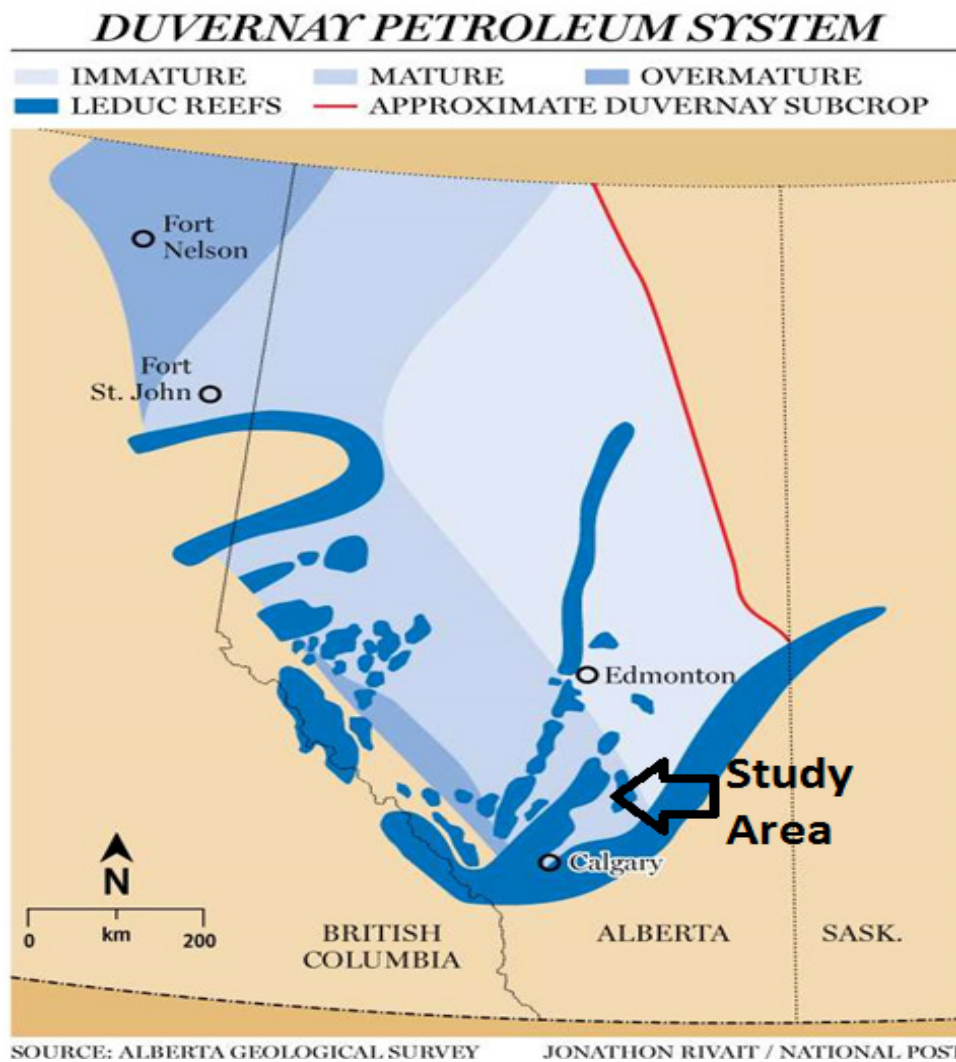 DUVERNAY PETROLEUM SYSTEM
IMMATURE MATURE OVERMATURE
LEDUC REEFS APPROXIMATE DUVERNAY SUBCROP
Fort
Nelson
Fort
St. John
Edmonton
Study
Area
Calgary
N
0 km 200
BRITISH
COLUMBIA
ALBERTA
SASK.
SOURCE: ALBERTA GEOLOGICAL SURVEY JONATHON RIVAIT / NATIONAL POST